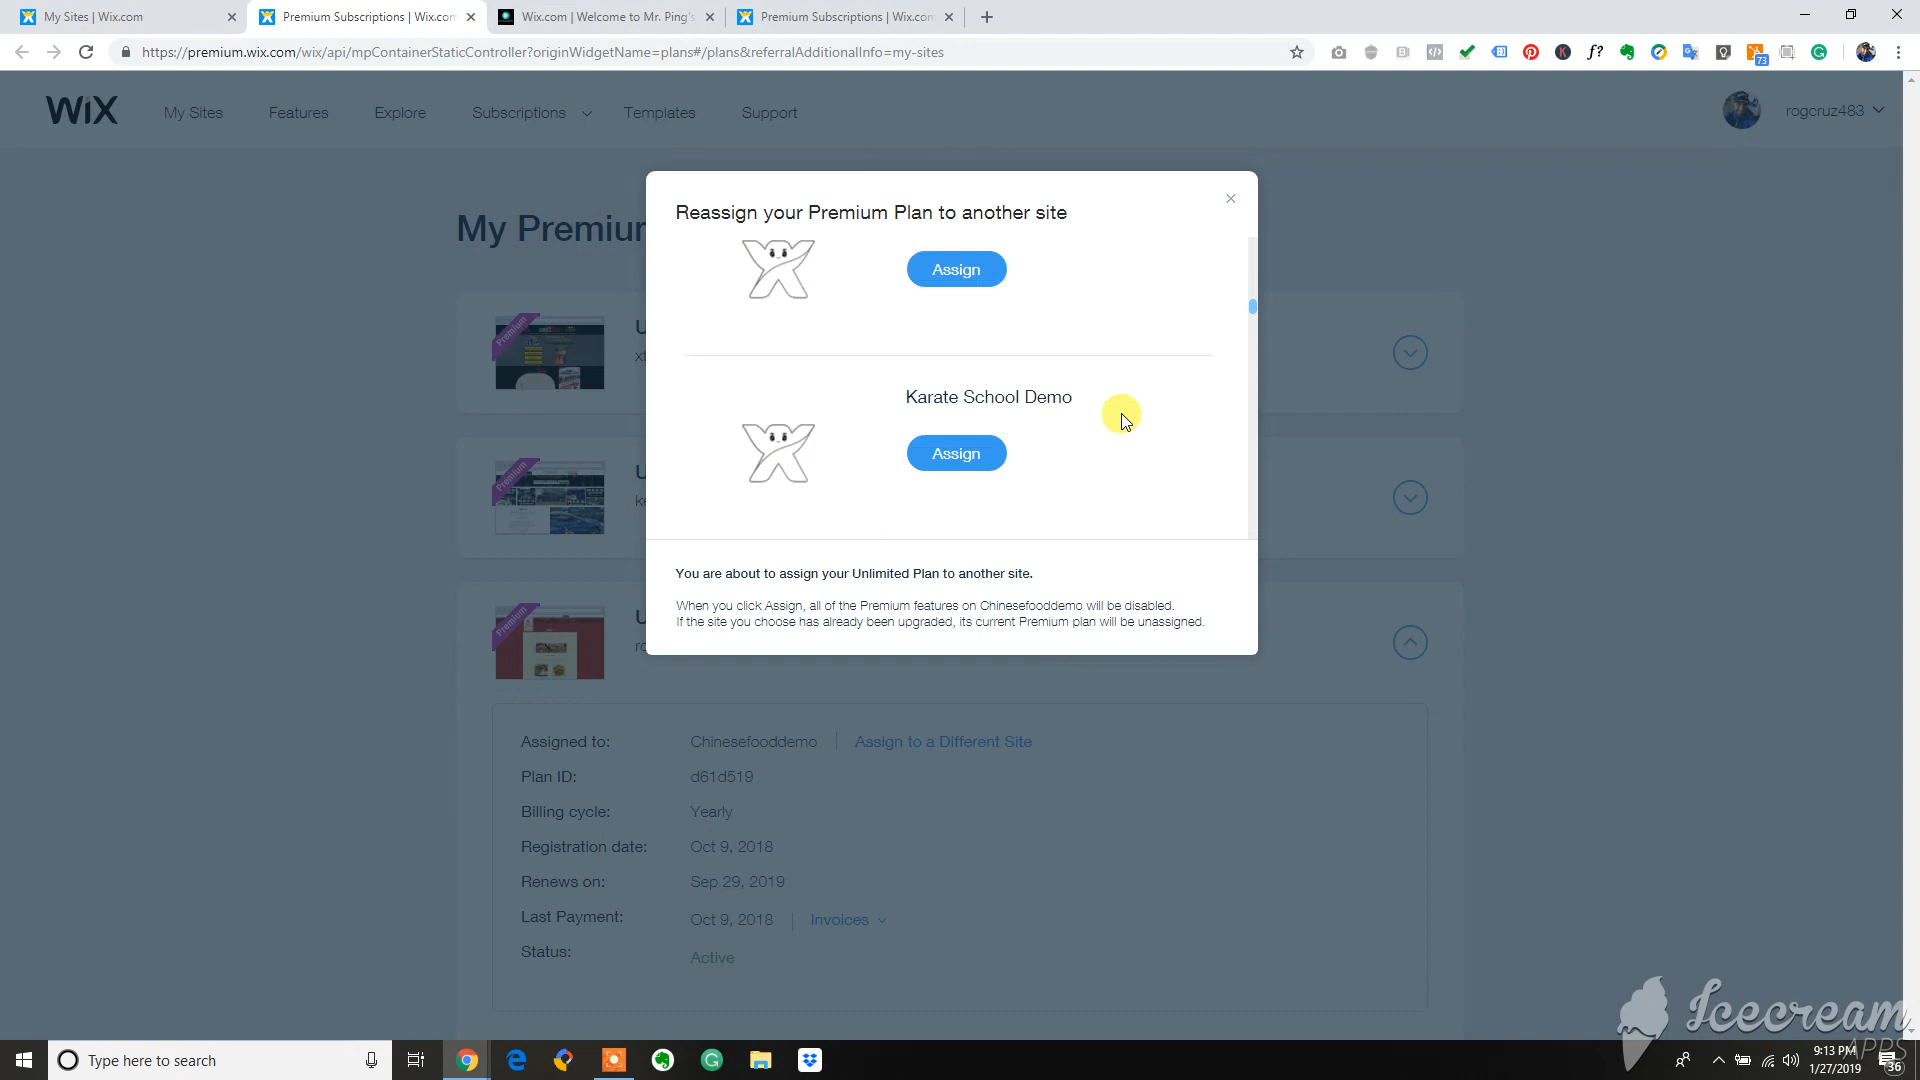 My Sites | Wix.com
Premium Subscriptions | Wix.com
Wix.com | Welcome to Mr. Ping's
Premium Subscriptions | Wix.com
https://premium.wix.com/wix/api/mpContainerStaticController?originWidgetName=plans#/plans&referralAdditionalInfo=my-sites
f?
73
WiX
My Sites
Features
Explore
Subscriptions
Templates
Support
rogcruz483
My Premiu
Reassign your Premium Plan to another site
Assign
Karate School Demo
Assign
You are about to assign your Unlimited Plan to another site.
When you click Assign, all of the Premium features on Chinesefooddemo will be disabled.
If the site you choose has already been upgraded, its current Premium plan will be unassigned.
Premium
Premium
Premium
Assigned to:
Chinesefooddemo
Assign to a Different Site
Plan ID:
d61d519
Billing cycle:
Yearly
Registration date:
Oct 9, 2018
Renews on:
Sep 29, 2019
Last Payment:
Oct 9, 2018
Invoices
Status:
Active
Icecream
APPS
Type here to search
9:13 PM
1/27/2019
36